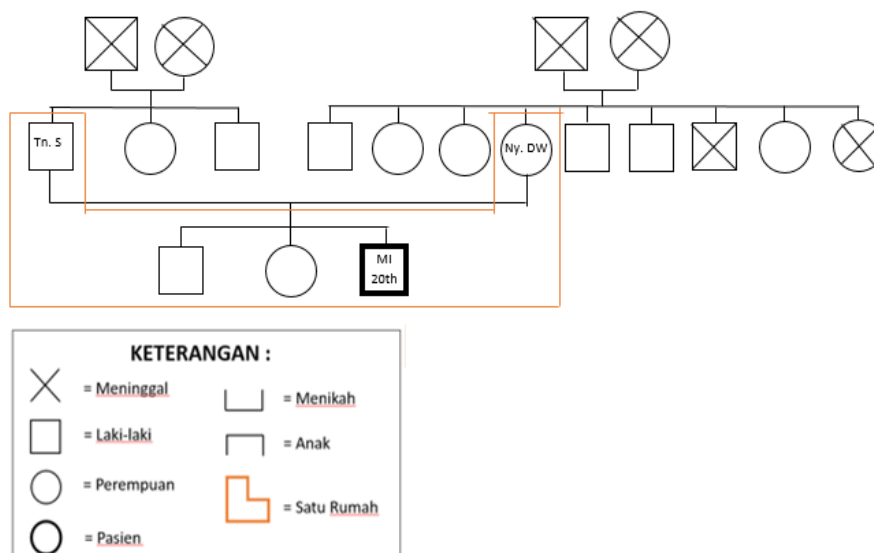 Tn. S
Ny. DW
MI
20th
KETERANGAN :
= Meninggal
= Menikah
= Laki-laki
= Anak
= Perempuan
= Satu Rumah
= Pasien